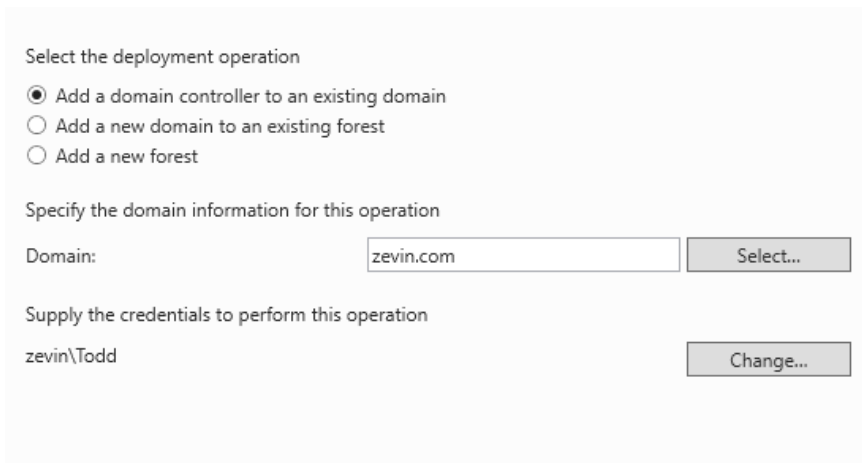 Select the deployment operation
Add a domain controller to an existing domain
Add a new domain to an existing forest
Add a new forest
Specify the domain information for this operation
Domain: zevin.com Select...
Supply the credentials to perform this operation
zevin\Todd Change...